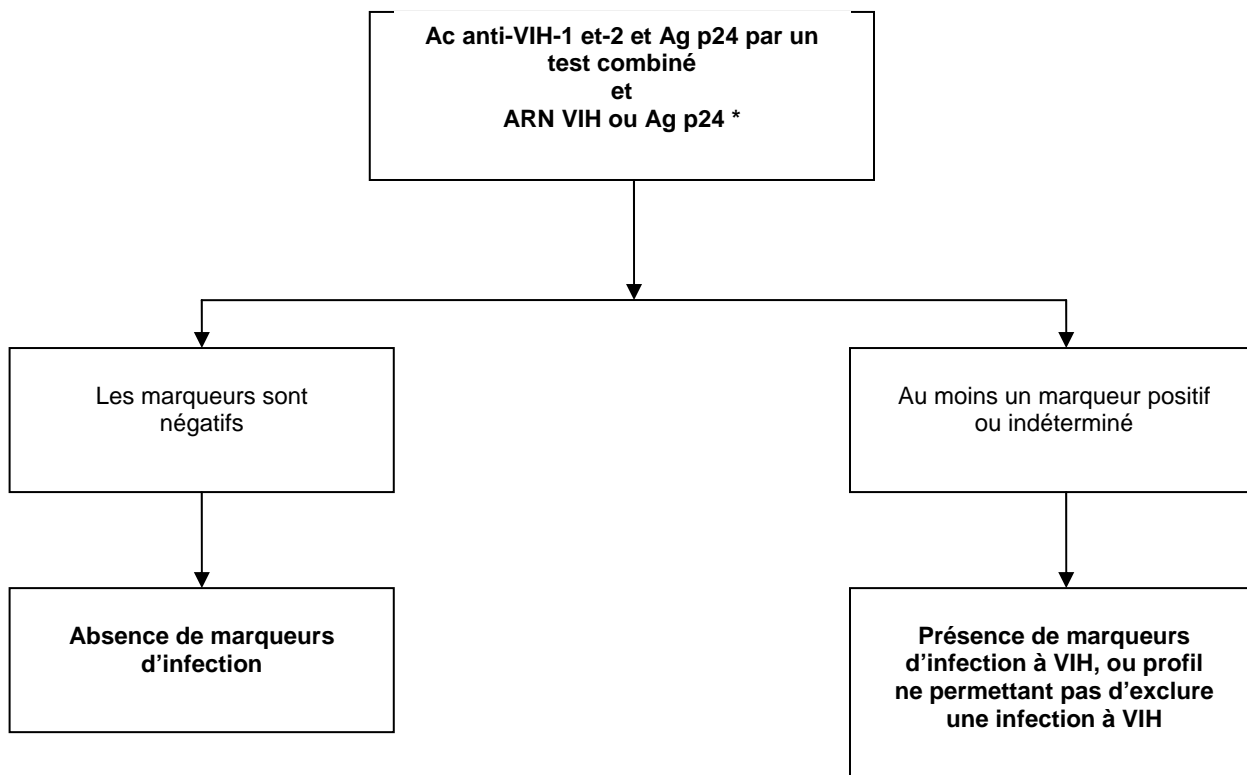 Ac anti-VIH-1 et-2 et Ag p24 par un
test combiné
et
ARN VIH ou Ag p24 *
Les marqueurs sont
négatifs
Au moins un marqueur positif
ou indéterminé
Absence de marqueurs
d’infection
Présence de marqueurs
d’infection à VIH, ou profil
ne permettant pas d’exclure
une infection à VIH